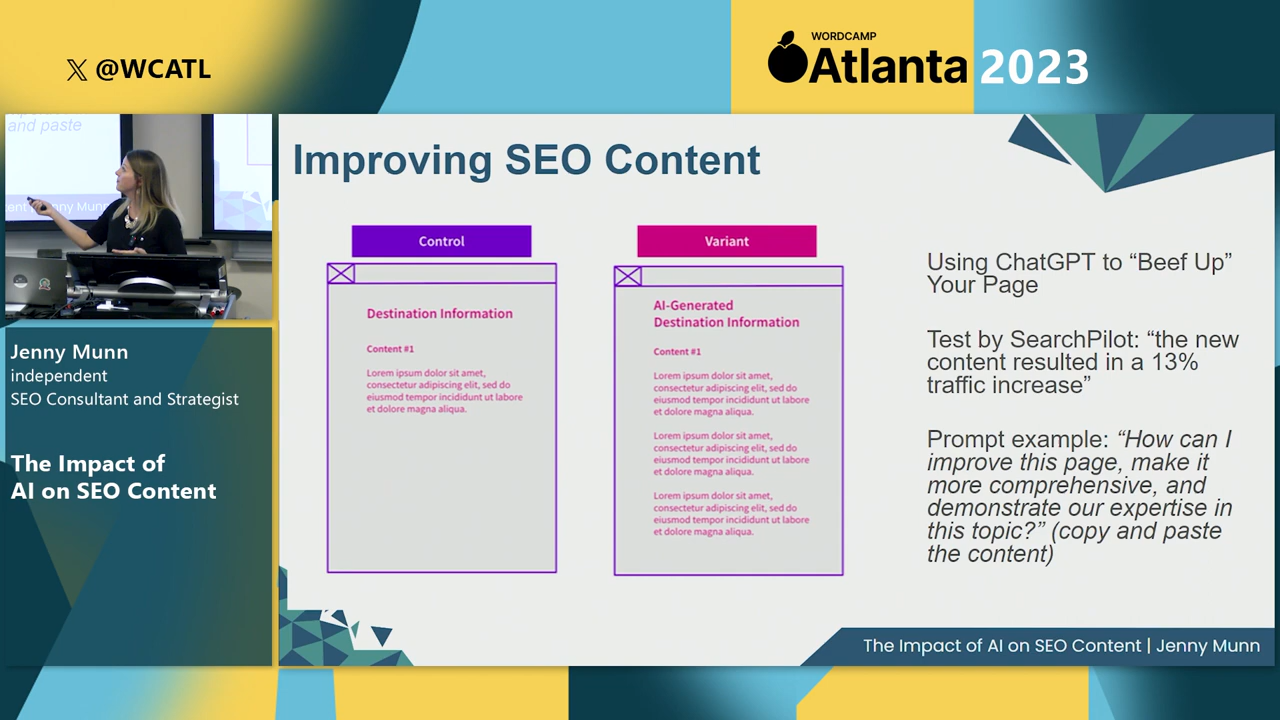 𝕏 @WCATL
WORDCAMP
Atlanta 2023
and paste
Jenny Munn
independent
SEO Consultant and Strategist
The Impact of
AI on SEO Content
Improving SEO Content
Control
Destination Information
Content #1
Lorem ipsum dolor sit amet,
consectetur adipiscing elit, sed do
eiusmod tempor incididunt ut labore
et dolore magna aliqua.
Variant
AI-Generated
Destination Information
Content #1
Lorem ipsum dolor sit amet,
consectetur adipiscing elit, sed do
eiusmod tempor incididunt ut labore
et dolore magna aliqua.
Lorem ipsum dolor sit amet,
consectetur adipiscing elit, sed do
eiusmod tempor incididunt ut labore
et dolore magna aliqua.
Lorem ipsum dolor sit amet,
consectetur adipiscing elit, sed do
eiusmod tempor incididunt ut labore
et dolore magna aliqua.
Using ChatGPT to “Beef Up”
Your Page
Test by SearchPilot: “the new
content resulted in a 13%
traffic increase”
Prompt example: “How can I
improve this page, make it
more comprehensive, and
demonstrate our expertise in
this topic?” (copy and paste
the content)
The Impact of AI on SEO Content | Jenny Munn